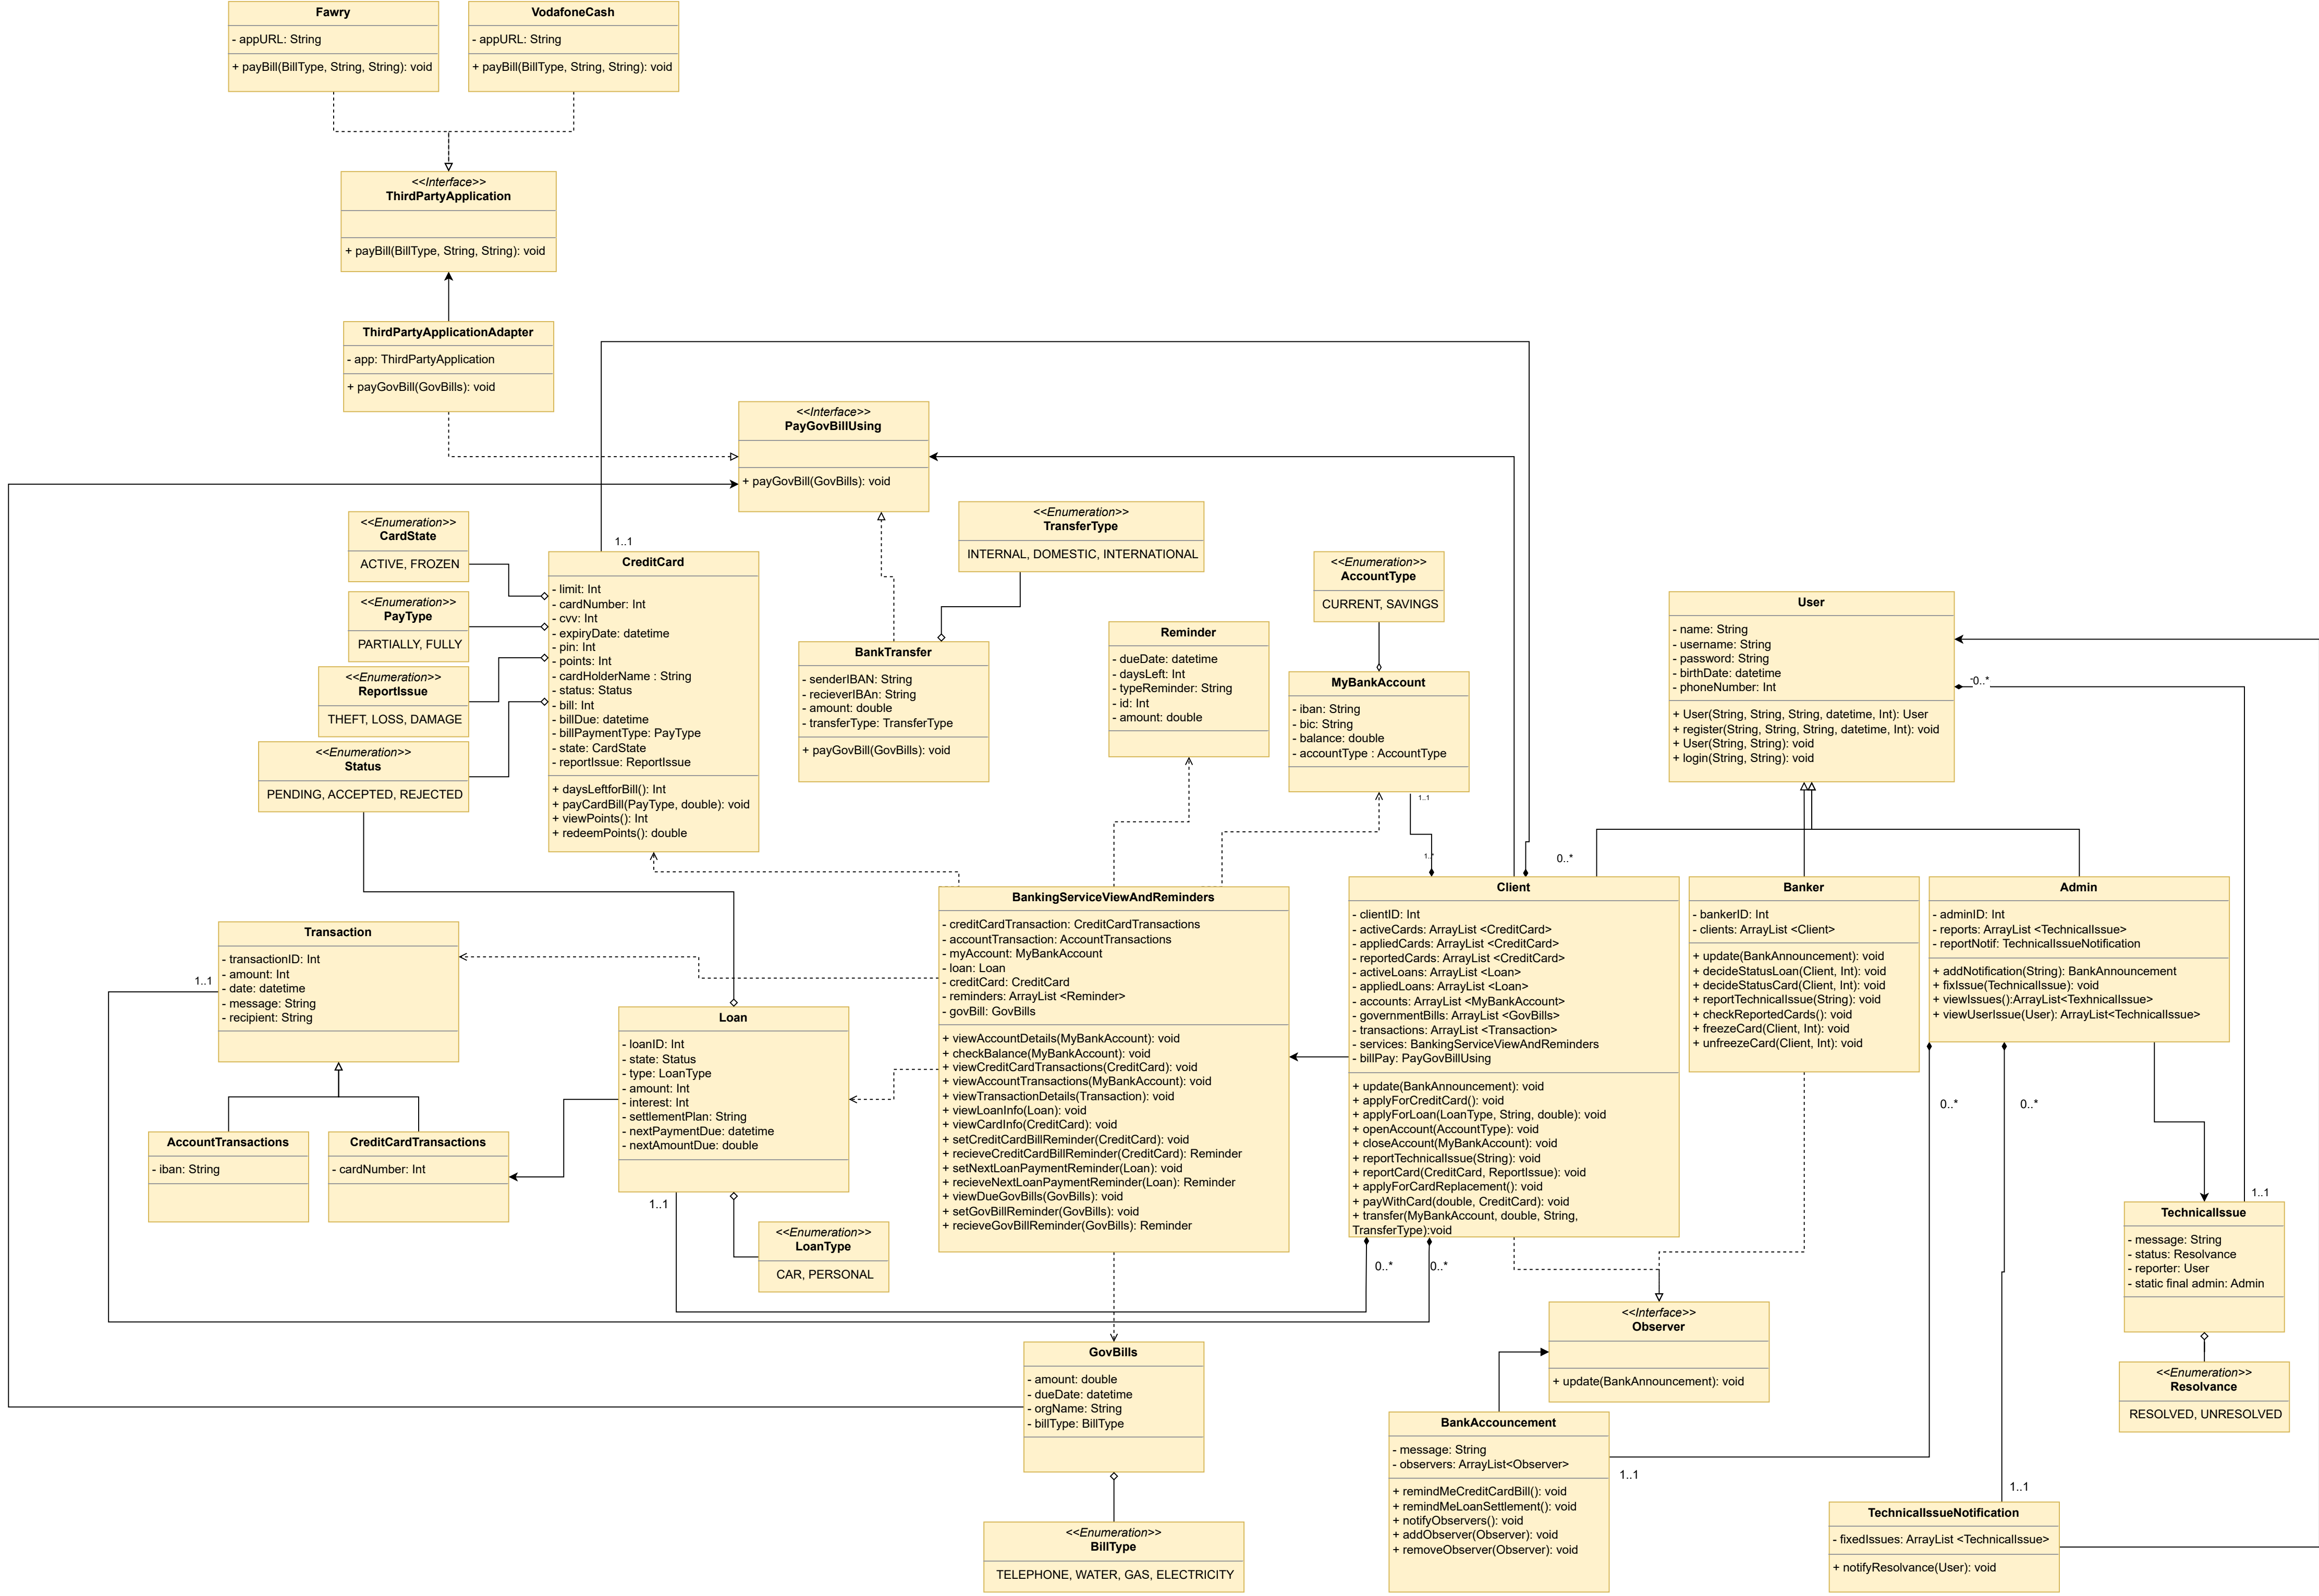 Fawry
- appURL: String
+ payBill(BillType, String, String): void
VodafoneCash
- appURL: String
+ payBill(BillType, String, String): void
<<Interface>>
ThirdPartyApplication
+ payBill(BillType, String, String): void
ThirdPartyApplicationAdapter
- app: ThirdPartyApplication
+ payGovBill(GovBills): void
<<Interface>>
PayGovBillUsing
+ payGovBill(GovBills): void
<<Enumeration>>
CardState
ACTIVE, FROZEN
<<Enumeration>>
PayType
PARTIALLY, FULLY
<<Enumeration>>
ReportIssue
THEFT, LOSS, DAMAGE
<<Enumeration>>
Status
PENDING, ACCEPTED, REJECTED
1..1
CreditCard
- limit: Int
- cardNumber: Int
- cvv: Int
- expiryDate: datetime
- pin: Int
- points: Int
- cardHolderName : String
- status: Status
- bill: Int
- billDue: datetime
- billPaymentType: PayType
- state: CardState
- reportIssue: ReportIssue
+ daysLeftforBill(): Int
+ payCardBill(PayType, double): void
+ viewPoints(): Int
+ redeemPoints(): double
<<Enumeration>>
TransferType
INTERNAL, DOMESTIC, INTERNATIONAL
BankTransfer
- senderIBAN: String
- recieverIBAn: String
- amount: double
- transferType: TransferType
+ payGovBill(GovBills): void
Reminder
- dueDate: datetime
- daysLeft: Int
- typeReminder: String
- id: Int
- amount: double
<<Enumeration>>
AccountType
CURRENT, SAVINGS
MyBankAccount
- iban: String
- bic: String
- balance: double
- accountType : AccountType
1..1
1..*
0..*
User
- name: String
- username: String
- password: String
- birthDate: datetime
- phoneNumber: Int
+ User(String, String, String, datetime, Int): User
+ register(String, String, String, datetime, Int): void
+ User(String, String): void
+ login(String, String): void
0..*
Transaction
- transactionID: Int
- amount: Int
- date: datetime
- message: String
- recipient: String
1..1
AccountTransactions
- iban: String
CreditCardTransactions
- cardNumber: Int
Loan
- loanID: Int
- state: Status
- type: LoanType
- amount: Int
- interest: Int
- settlementPlan: String
- nextPaymentDue: datetime
- nextAmountDue: double
1..1
<<Enumeration>>
LoanType
CAR, PERSONAL
BankingServiceViewAndReminders
- creditCardTransaction: CreditCardTransactions
- accountTransaction: AccountTransactions
- myAccount: MyBankAccount
- loan: Loan
- creditCard: CreditCard
- reminders: ArrayList <Reminder>
- govBill: GovBills
+ viewAccountDetails(MyBankAccount): void
+ checkBalance(MyBankAccount): void
+ viewCreditCardTransactions(CreditCard): void
+ viewAccountTransactions(MyBankAccount): void
+ viewTransactionDetails(Transaction): void
+ viewLoanInfo(Loan): void
+ viewCardInfo(CreditCard): void
+ setCreditCardBillReminder(CreditCard): void
+ recieveCreditCardBillReminder(CreditCard): Reminder
+ setNextLoanPaymentReminder(Loan): void
+ recieveNextLoanPaymentReminder(Loan): Reminder
+ viewDueGovBills(GovBills): void
+ setGovBillReminder(GovBills): void
+ recieveGovBillReminder(GovBills): Reminder
Client
- clientID: Int
- activeCards: ArrayList <CreditCard>
- appliedCards: ArrayList <CreditCard>
- reportedCards: ArrayList <CreditCard>
- activeLoans: ArrayList <Loan>
- appliedLoans: ArrayList <Loan>
- accounts: ArrayList <MyBankAccount>
- governmentBills: ArrayList <GovBills>
- transactions: ArrayList <Transaction>
- services: BankingServiceViewAndReminders
- billPay: PayGovBillUsing
+ update(BankAnnouncement): void
+ applyForCreditCard(): void
+ applyForLoan(LoanType, String, double): void
+ openAccount(AccountType): void
+ closeAccount(MyBankAccount): void
+ reportTechnicalIssue(String): void
+ reportCard(CreditCard, ReportIssue): void
+ applyForCardReplacement(): void
+ payWithCard(double, CreditCard): void
+ transfer(MyBankAccount, double, String,
TransferType):void
0..*
0..*
Banker
- bankerID: Int
- clients: ArrayList <Client>
+ update(BankAnnouncement): void
+ decideStatusLoan(Client, Int): void
+ decideStatusCard(Client, Int): void
+ reportTechnicalIssue(String): void
+ checkReportedCards(): void
+ freezeCard(Client, Int): void
+ unfreezeCard(Client, Int): void
Admin
- adminID: Int
- reports: ArrayList <TechnicalIssue>
- reportNotif: TechnicalIssueNotification
+ addNotification(String): BankAnnouncement
+ fixIssue(TechnicalIssue): void
+ viewIssues():ArrayList<TexhnicalIssue>
+ viewUserIssue(User): ArrayList<TechnicalIssue>
0..*
0..*
1..1
TechnicalIssue
- message: String
- status: Resolvance
- reporter: User
- static final admin: Admin
<<Enumeration>>
Resolvance
RESOLVED, UNRESOLVED
<<Interface>>
Observer
+ update(BankAnnouncement): void
GovBills
- amount: double
- dueDate: datetime
- orgName: String
- billType: BillType
<<Enumeration>>
BillType
TELEPHONE, WATER, GAS, ELECTRICITY
BankAccouncement
- message: String
- observers: ArrayList<Observer>
+ remindMeCreditCardBill(): void
+ remindMeLoanSettlement(): void
+ notifyObservers(): void
+ addObserver(Observer): void
+ removeObserver(Observer): void
1..1
1..1
TechnicalIssueNotification
- fixedIssues: ArrayList <TechnicalIssue>
+ notifyResolvance(User): void